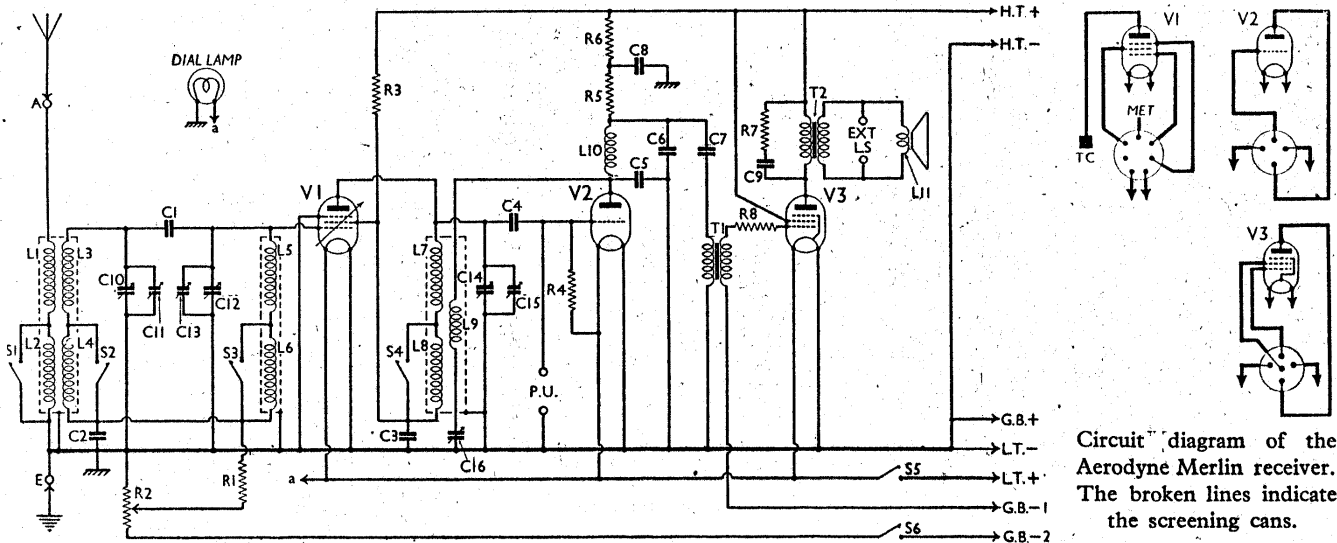 H.T.+
H.T.-
R6
C8
R5
R3
DIAL LAMP
a
A
L10
C6
C7
C5
T2
R7
C9
EXT
L.S
L11
V1
V2
V3
C1
C4
T1
R8
L1
L3
L5
L7
C10
C11
C13
C12
C14
C15
R4
L9
L2
L4
S1
S2
S3
L6
S4
L8
P.U.
C2
C3
C16
E
R2
R1
a
S5
S6
G.B.+
L.T.-
L.T.+
G.B.-1
G.B.-2
V1
V2
MET
TC
V3
Circuit diagram of the
Aerodyne Merlin receiver.
The broken lines indicate
the screening cans.